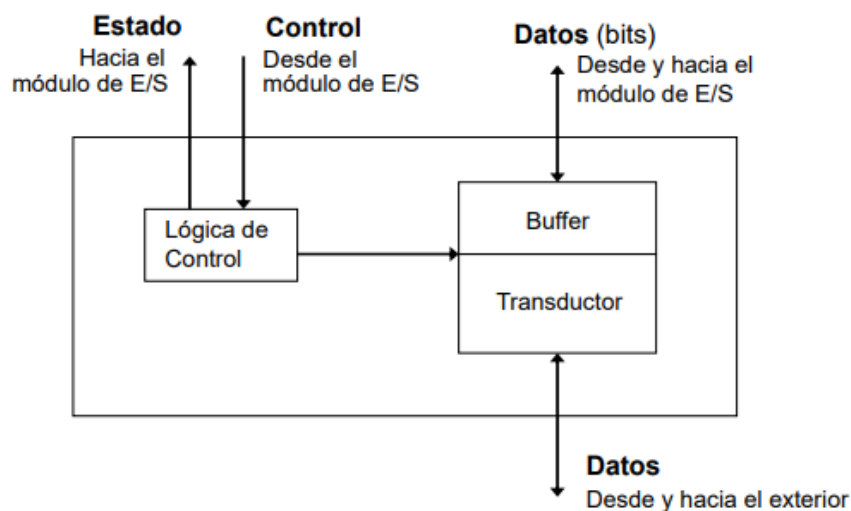 Estado
Hacia el
módulo de E/S
Control
Desde el
módulo de E/S
Datos (bits)
Desde y hacia el
módulo de E/S
Lógica de
Control
Buffer
Transductor
Datos
Desde y hacia el exterior